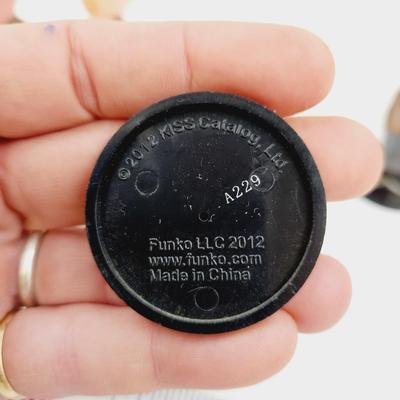 ©2012 KISS Catalog, Ltd.
A229
Funko LLC 2012
www.funko.com
Made in China